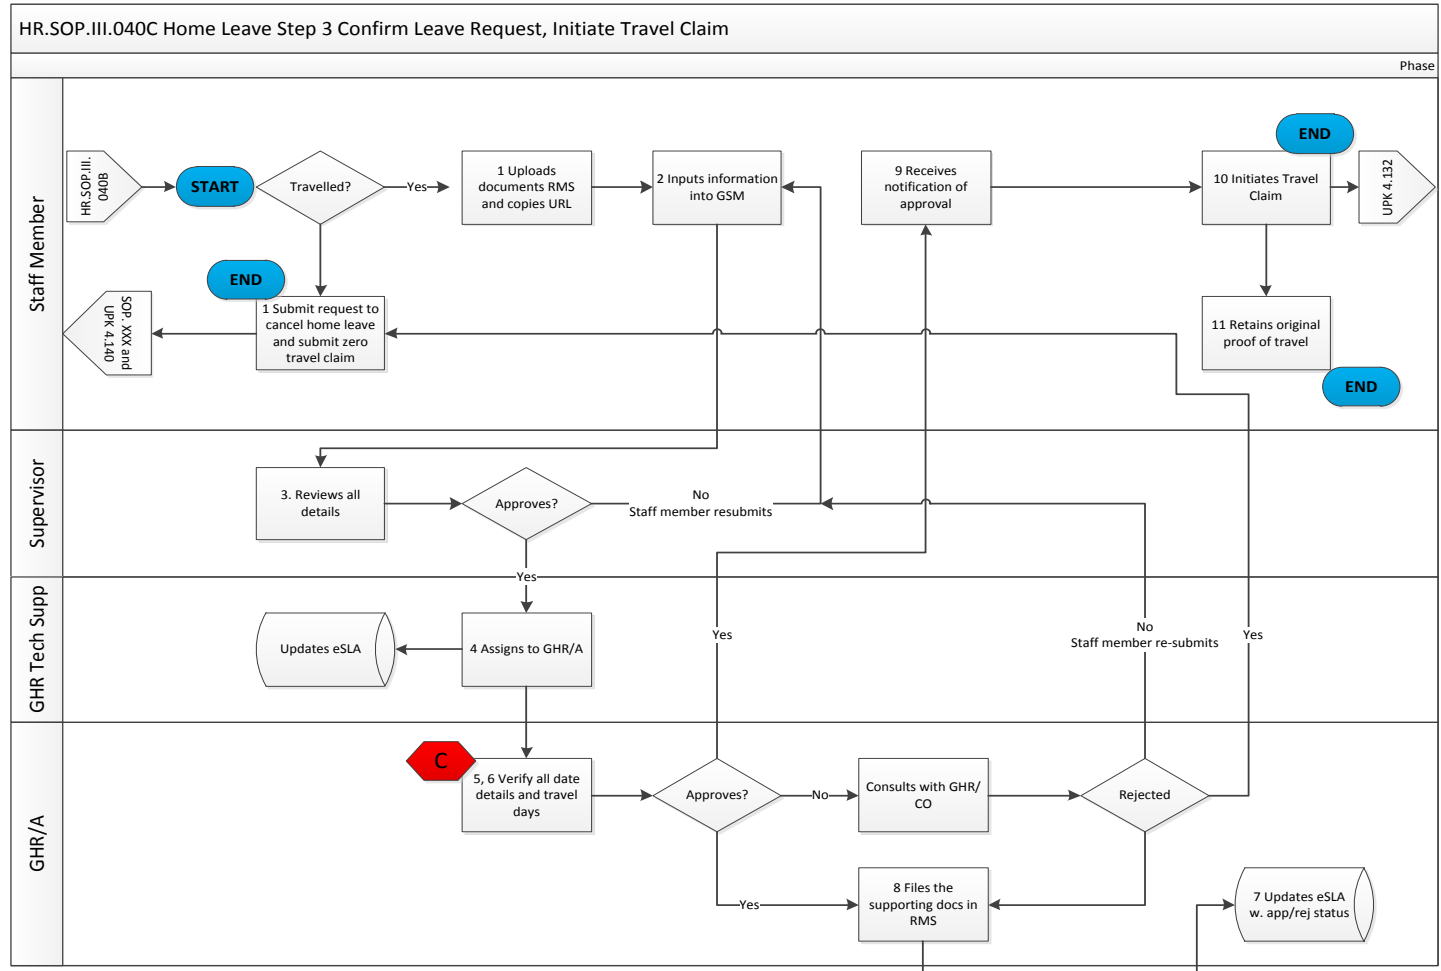 HR.SOP.III.040C Home Leave Step 3 Confirm Leave Request, Initiate Travel Claim
Phase
Staff Member
HR.SOP.III.
040B
START
Travelled?
Yes
1 Uploads
documents RMS
and copies URL
2 Inputs information
into GSM
9 Receives
notification of
approval
END
10 Initiates Travel
Claim
UPK 4.132
END
SOP. XXX and
UPK 4.140
1 Submit request to
cancel home leave
and submit zero
travel claim
11 Retains original
proof of travel
END
Supervisor
3. Reviews all
details
Approves?
No
Staff member resubmits
Yes
GHR Tech Supp
Updates eSLA
4 Assigns to GHR/A
Yes
No
Staff member re-submits
Yes
GHR/A
C
5, 6 Verify all date
details and travel
days
Approves?
No
Consults with GHR/
CO
Rejected
Yes
8 Files the
supporting docs in
RMS
7 Updates eSLA
w. app/rej status